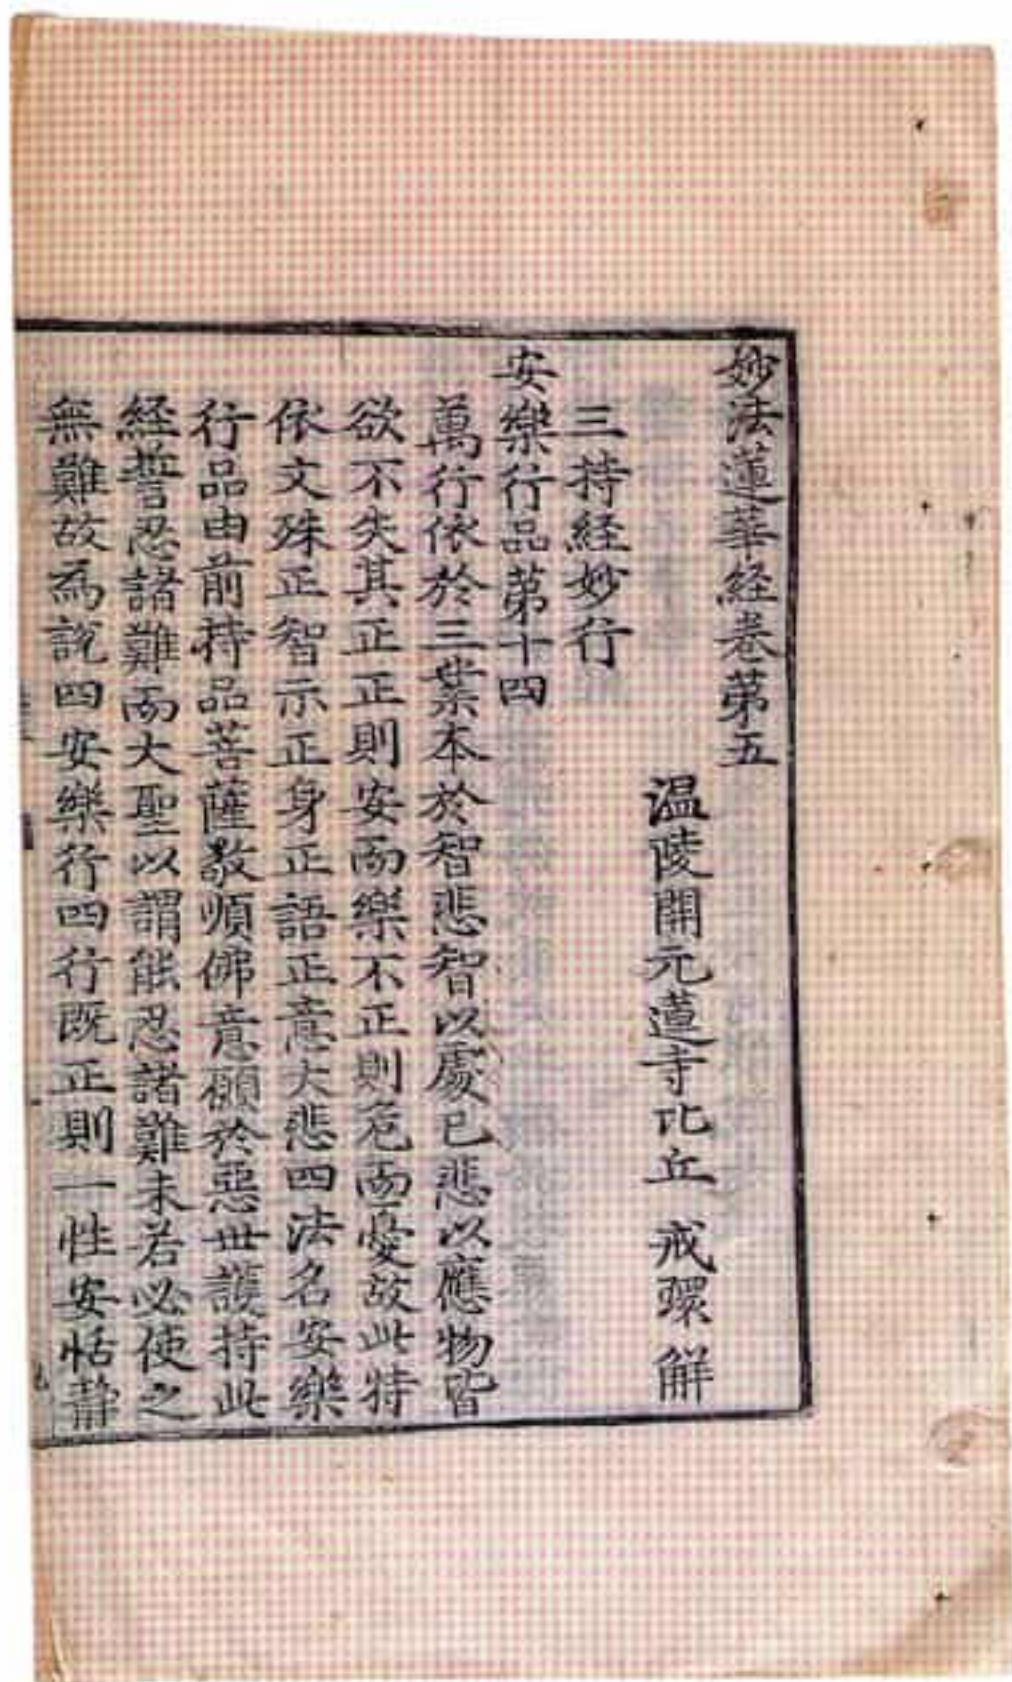 妙法蓮華経卷第五
溫陵開元蓮寺比丘 戒環 解
三持経妙行
安樂行品第十四
萬行依於三業本於智悲智以處已悲以應物皆
欲不失其正正則安而樂不正則危而憂故此特
依文殊正智示正身正語正意大悲四法名安樂
行品由前持品菩薩敬順佛意願於惡世護持此
経誓忍諸難而大聖以謂能忍諸難未若必使之
無難故爲說四安樂行四行既正則一性安恬靜